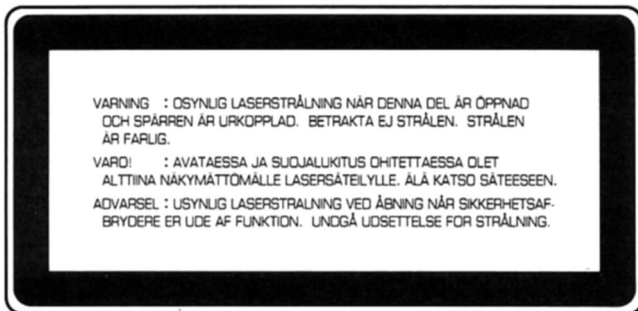 VARNING : OSYNLIG LASERSTRÅLNING NÄR DENNA DEL ÄR ÖPPNAD
OCH SPÄRREN ÄR URKOPPLAD. BETRAKTA EJ STRÅLEN. STRÅLEN
ÄR FARLIG.
VARO! : AVATAESSA JA SUOJALUKITUS OHITETTAESSA OLET
ALTTIINA NÄKYMÄTTÖMÄLLE LASERSÄTEILYLLE. ÄLÄ KATSO SÄTEESEEN.
ADVARSEL : USYNLIG LASERSTRALNING VED ÅBNING NÅR SIKKERHETSAF-
BRYDERE ER UDE AF FUNKTION. UNDGÅ UDSETTELSE FOR STRÅLNING.